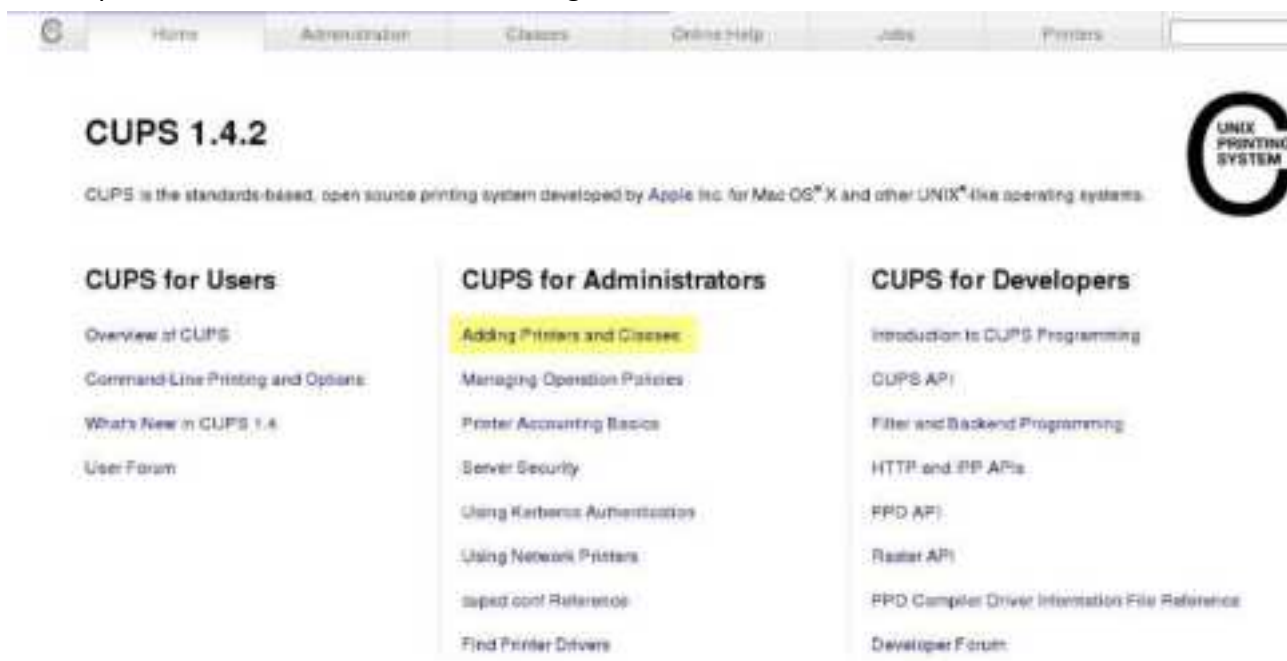 Home Administration Classes Online Help Jobs Printers
CUPS 1.4.2
UNIX
PRINTING
SYSTEM
CUPS is the standards-based, open source printing system developed by Apple Inc. for Mac OS® X and other UNIX®-like operating systems.
CUPS for Users
Overview of CUPS
Command-Line Printing and Options
What's New in CUPS 1.4
User Forum
CUPS for Administrators
Adding Printers and Classes
Managing Operation Policies
Printer Accounting Basics
Server Security
Using Kerberos Authentication
Using Network Printers
cupsd.conf Reference
Find Printer Drivers
CUPS for Developers
Introduction to CUPS Programming
CUPS API
Filter and Backend Programming
HTTP and IPP APIs
PPD API
Raster API
PPD Compiler Driver Information File Reference
Developer Forum